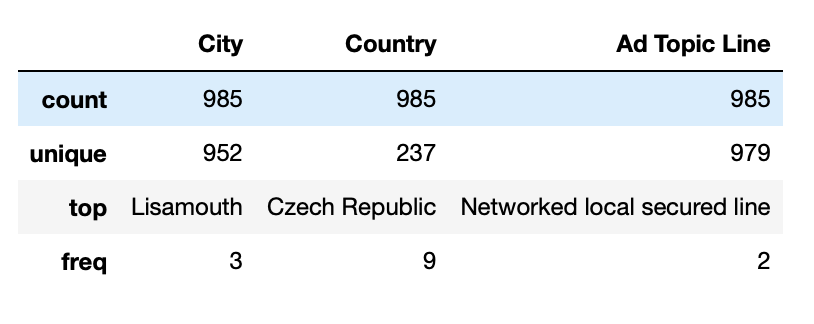 City Country Ad Topic Line
count 985 985 985
unique 952 237 979
top Lisamouth Czech Republic Networked local secured line
freq 3 9 2